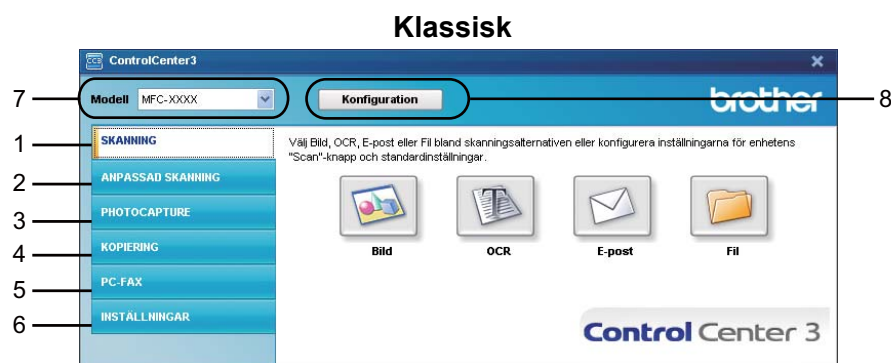 Klassisk
ControlCenter3
7
Modell MFC-XXXX
Konfiguration
brother
8
1
SKANNING
Välj Bild, OCR, E-post eller Fil bland skanningsalternativen eller konfigurera inställningarna för enhetens
"Scan"-knapp och standardinställningar.
2
ANPASSAD SKANNING
3
PHOTOCAPTURE
4
KOPIERING
5
PC-FAX
6
INSTÄLLNINGAR
Bild
OCR
E-post
Fil
Control Center 3